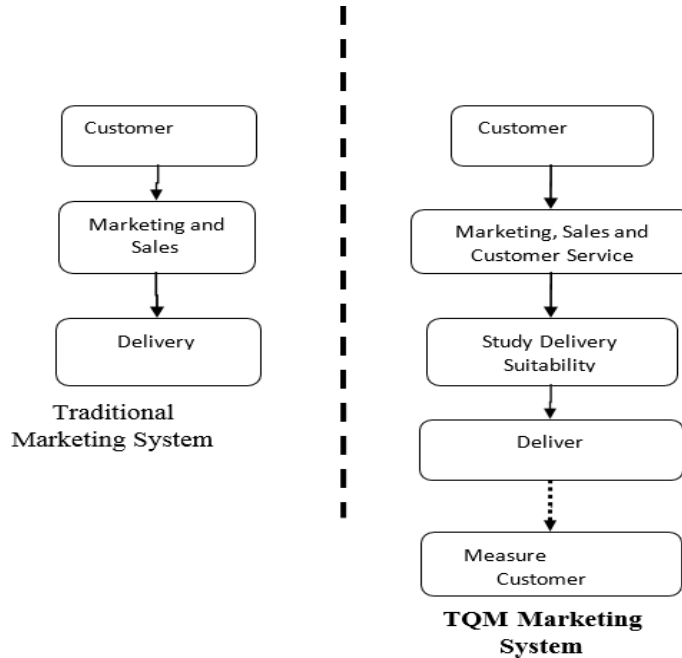 Customer
Marketing and
Sales
Delivery
Traditional
Marketing System
Customer
Marketing, Sales and
Customer Service
Study Delivery
Suitability
Deliver
Measure
Customer
TQM Marketing
System